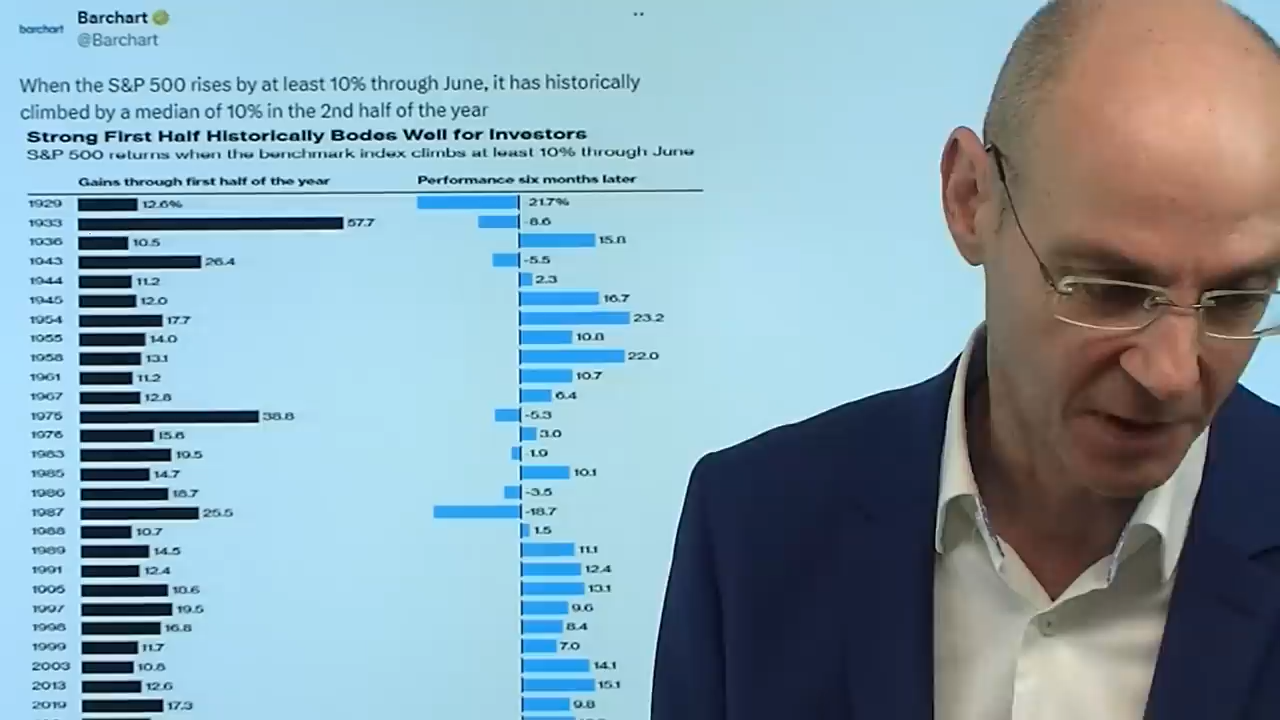 barchart
Barchart
@Barchart
When the S&P 500 rises by at least 10% through June, it has historically
climbed by a median of 10% in the 2nd half of the year
Strong First Half Historically Bodes Well for Investors
S&P 500 returns when the benchmark index climbs at least 10% through June
Gains through first half of the year Performance six months later
1929 12.6% 21.7%
1933 57.7 -8.6
1936 10.5 15.8
1943 26.4 -5.5
1944 11.2 2.3
1945 12.0 16.7
1954 17.7 23.2
1955 14.0 10.8
1958 13.1 22.0
1961 11.2 10.7
1967 12.8 6.4
1975 38.8 -5.3
1976 15.6 3.0
1983 19.5 -1.9
1985 14.7 10.1
1986 18.7 -3.5
1987 25.5 -18.7
1988 10.7 1.5
1989 14.5 11.1
1991 12.4 12.4
1995 18.6 13.1
1997 19.5 9.6
1998 16.8 8.4
1999 11.7 7.0
2003 10.8 14.1
2013 12.6 15.1
2019 17.3 9.8